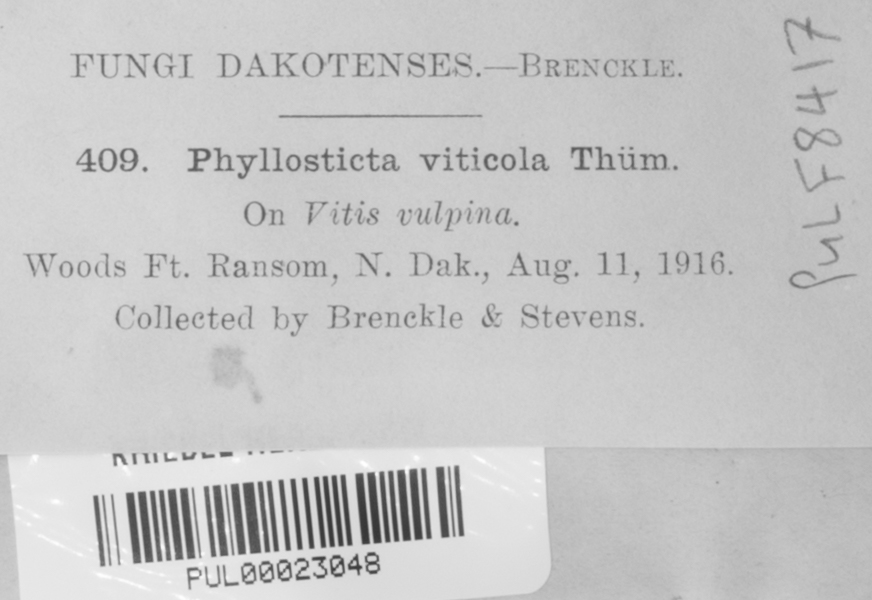 FUNGI DAKOTENSES.—BRENCKLE.
409. Phyllosticta viticola Thüm.
On Vitis vulpina.
Woods Ft. Ransom, N. Dak., Aug. 11, 1916.
Collected by Brenckle & Stevens.
PUL F8417
PUL00023048